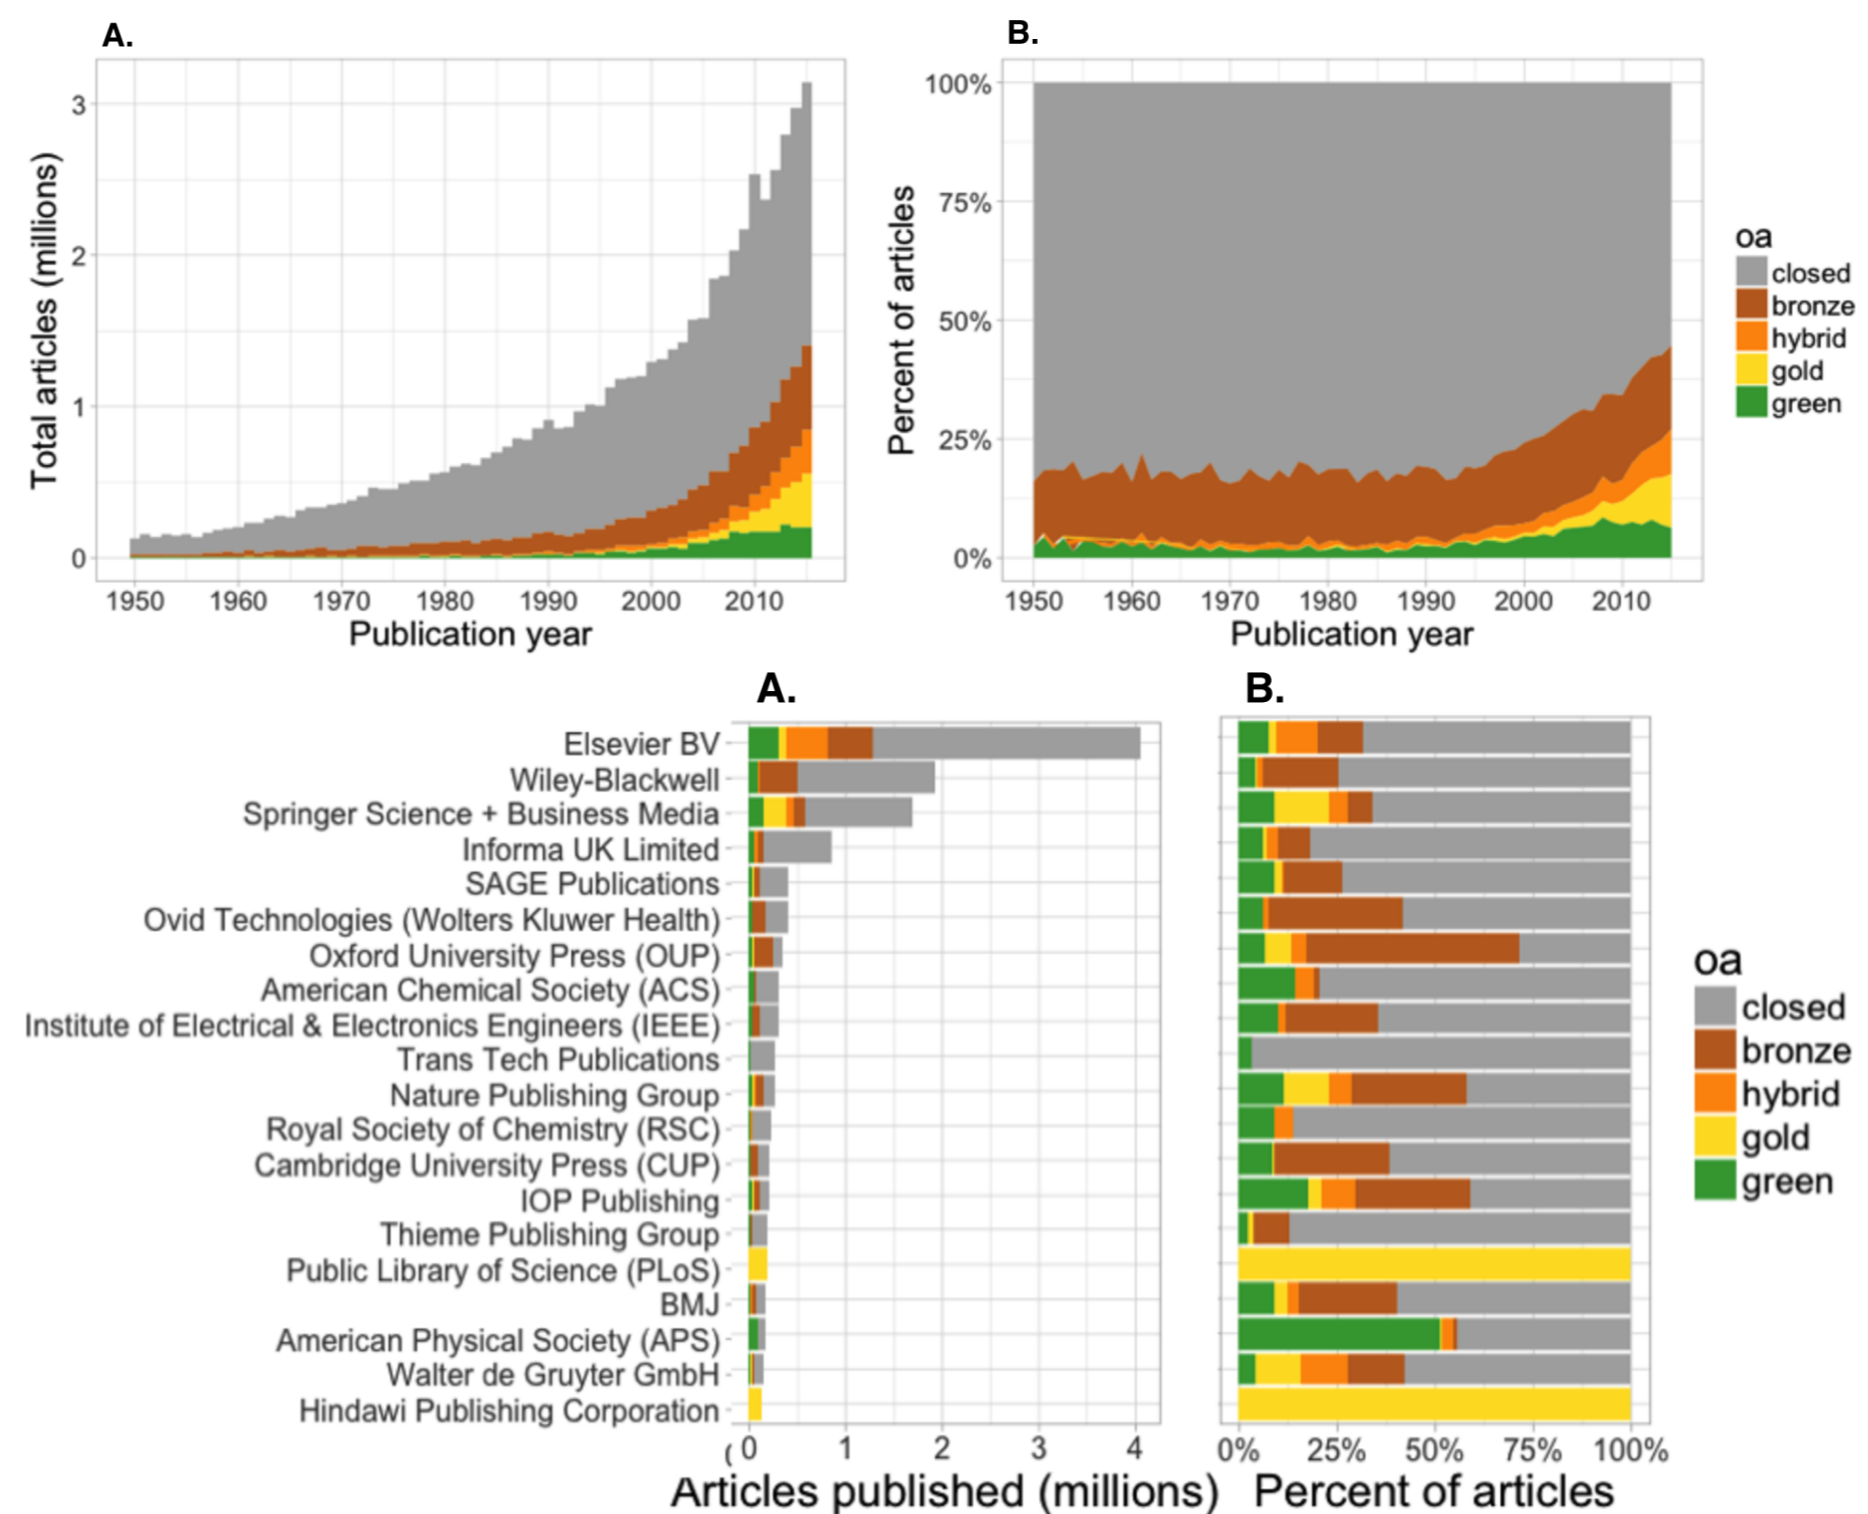 A.
Total articles (millions)
3
2
1
0
1950 1960 1970 1980 1990 2000 2010
Publication year
B.
Percent of articles
100%
75%
50%
25%
0%
1950 1960 1970 1980 1990 2000 2010
Publication year
oa
closed
bronze
hybrid
gold
green
A.
Elsevier BV
Wiley-Blackwell
Springer Science + Business Media
Informa UK Limited
SAGE Publications
Ovid Technologies (Wolters Kluwer Health)
Oxford University Press (OUP)
American Chemical Society (ACS)
Institute of Electrical & Electronics Engineers (IEEE)
Trans Tech Publications
Nature Publishing Group
Royal Society of Chemistry (RSC)
Cambridge University Press (CUP)
IOP Publishing
Thieme Publishing Group
Public Library of Science (PLoS)
BMJ
American Physical Society (APS)
Walter de Gruyter GmbH
Hindawi Publishing Corporation
0 1 2 3 4
Articles published (millions)
B.
0% 25% 50% 75% 100%
Percent of articles
oa
closed
bronze
hybrid
gold
green